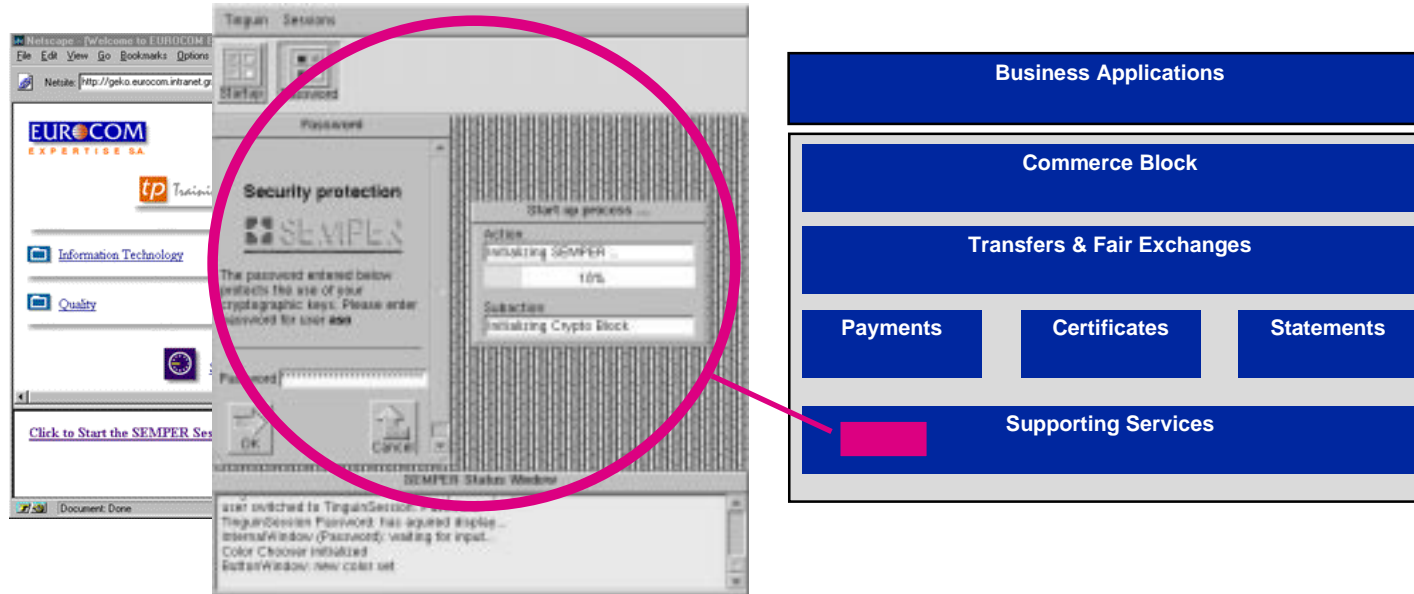 Netscape - [Welcome to EUROCOM E
File Edit View Go Bookmarks Options
Netsite: http://geko.eurocom.intranet.g
EUROCOM
EXPERTISE SA.
tp Traini
Information Technology
Quality
S
Click to Start the SEMPER Ses
Document: Done
Tinguin Sessions
Startup Password
Password
Security protection
SEMPER
The password entered below
protects the use of your
cryptographic keys. Please enter
password for user
Password
OK Cancel
Start up process ...
Action
Initializing SEMPER ...
10%
Subaction
Initializing Crypto Block
SEMPER Status Window
user switched to TinguinSession:
TinguinSession Password: has aquired display...
InternalWindow (Password): waiting for input...
Color Chooser initialized
ButtonWindow: new color set
Business Applications
Commerce Block
Transfers & Fair Exchanges
Payments Certificates Statements
Supporting Services